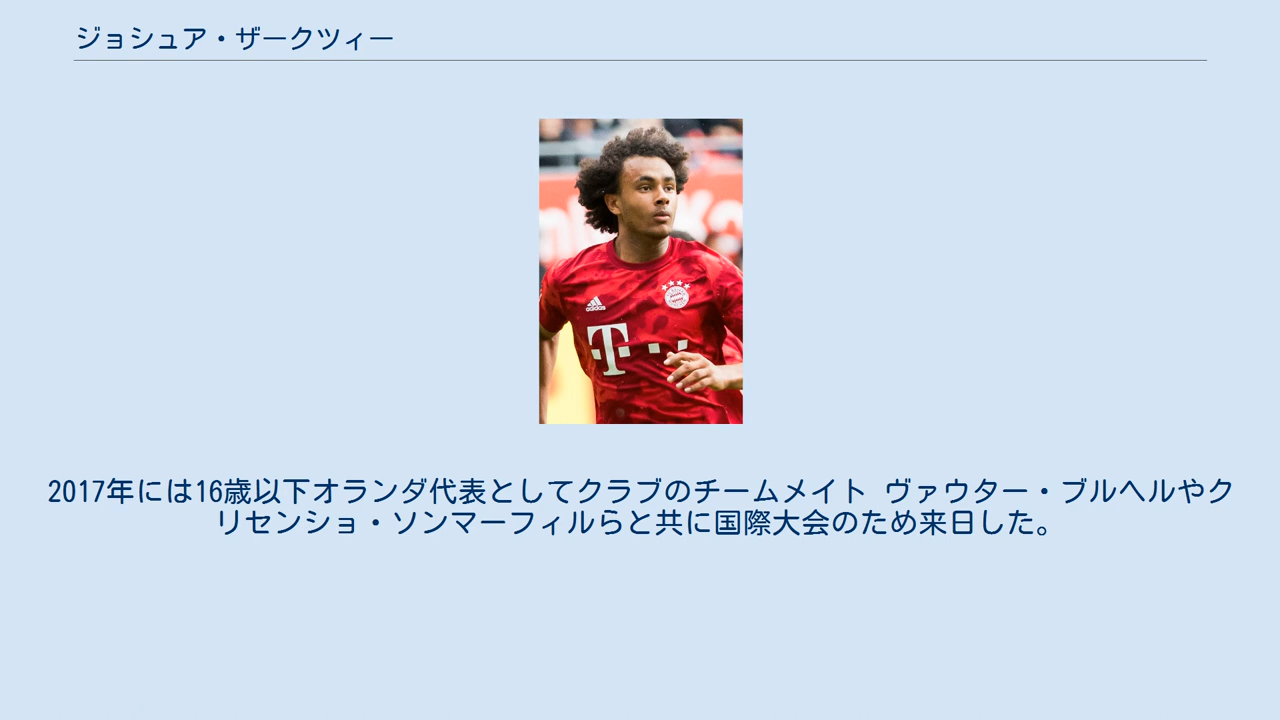 ジョシュア・ザークツィー
T
2017年には16歳以下オランダ代表としてクラブのチームメイト ヴァウター・ブルヘルやク
リセンショ・ソンマーフィルらと共に国際大会のため来日した。